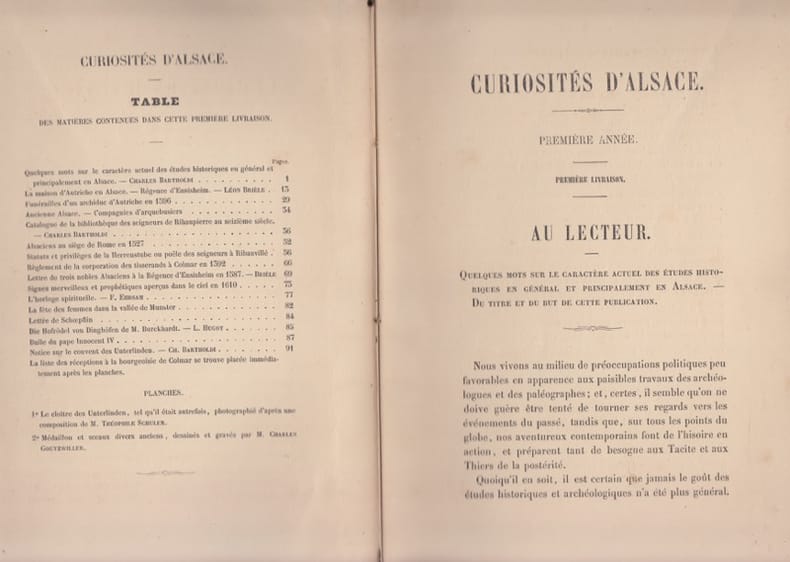 CURIOSITÉS D'ALSACE.
TABLE
DES MATIÈRES CONTENUES DANS CETTE PREMIÈRE LIVRAISON.
Pages.
Quelques mots sur le caractère actuel des études historiques en général et
principalement en Alsace. — CHARLES BARTHOLDI . . . . . . . . . . 1
La maison d'Autriche en Alsace. — Régence d'Ensisheim. — LÉON BRIÈLE . 15
Funérailles d'un archiduc d'Autriche en 1596 . . . . . . . . . . . . . 29
Ancienne Alsace. — Compagnies d'arquebusiers . . . . . . . . . . . 34
Catalogue de la bibliothèque des seigneurs de Ribaupierre au seizième siècle.
— CHARLES BARTHOLDI . . . . . . . . . . . . . . . . . . . . 36
Alsaciens au siége de Rome en 1527 . . . . . . . . . . . . . . . . 52
Statuts et priviléges de la Herrenstube ou poêle des seigneurs à Ribauvillé . 56
Règlement de la corporation des tisserands à Colmar en 1592 . . . . . . 66
Lettre de trois nobles Alsaciens à la Régence d'Ensisheim en 1587. — BRIÈLE 69
Signes merveilleux et prophétiques aperçus dans le ciel en 1610 . . . . . 75
L'horloge spirituelle. — F. EHRSAM . . . . . . . . . . . . . . . . 77
La fête des femmes dans la vallée de Munster . . . . . . . . . . . . 82
Lettre de Schœpflin . . . . . . . . . . . . . . . . . . . . . . 84
Die Hofrödel von Dinghöfen de M. Burckhardt. — L. HUGOT . . . . . . . 85
Bulle du pape Innocent IV . . . . . . . . . . . . . . . . . . . . 87
Notice sur le couvent des Unterlinden. — CH. BARTHOLDI . . . . . . . . 91
La liste des réceptions à la bourgeoisie de Colmar se trouve placée immédia-
tement après les planches.
PLANCHES.
1º Le cloître des Unterlinden, tel qu'il était autrefois, photographié d'après une
composition de M. THÉOPHILE SCHULER.
2º Médaillon et sceaux divers anciens, dessinés et gravés par M. CHARLES
GOUTZWILLER.
CURIOSITÉS D'ALSACE.
PREMIÈRE ANNÉE.
PREMIÈRE LIVRAISON.
AU LECTEUR.
QUELQUES MOTS SUR LE CARACTÈRE ACTUEL DES ÉTUDES HISTO-
RIQUES EN GÉNÉRAL ET PRINCIPALEMENT EN ALSACE. —
DU TITRE ET DU BUT DE CETTE PUBLICATION.
Nous vivons au milieu de préoccupations politiques peu
favorables en apparence aux paisibles travaux des archéo-
logues et des paléographes; et, certes, il semble qu'on ne
doive guère être tenté de tourner ses regards vers les
événements du passé, tandis que, sur tous les points du
globe, nos aventureux contemporains font de l'hisoire en
action, et préparent tant de besogne aux Tacite et aux
Thiers de la postérité.
Quoiqu'il en soit, il est certain que jamais le goût des
études historiques et archéologiques n'a été plus général,